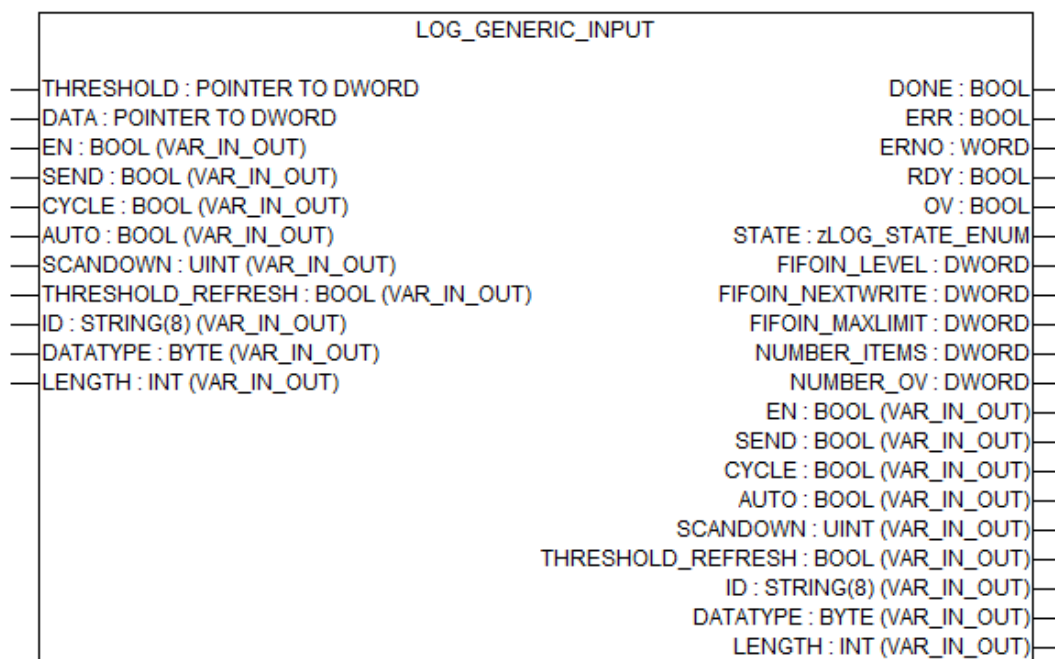 LOG_GENERIC_INPUT
THRESHOLD : POINTER TO DWORD
DATA : POINTER TO DWORD
EN : BOOL (VAR_IN_OUT)
SEND : BOOL (VAR_IN_OUT)
CYCLE : BOOL (VAR_IN_OUT)
AUTO : BOOL (VAR_IN_OUT)
SCANDOWN : UINT (VAR_IN_OUT)
THRESHOLD_REFRESH : BOOL (VAR_IN_OUT)
ID : STRING(8) (VAR_IN_OUT)
DATATYPE : BYTE (VAR_IN_OUT)
LENGTH : INT (VAR_IN_OUT)
DONE : BOOL
ERR : BOOL
ERNO : WORD
RDY : BOOL
OV : BOOL
STATE : zLOG_STATE_ENUM
FIFOIN_LEVEL : DWORD
FIFOIN_NEXTWRITE : DWORD
FIFOIN_MAXLIMIT : DWORD
NUMBER_ITEMS : DWORD
NUMBER_OV : DWORD
EN : BOOL (VAR_IN_OUT)
SEND : BOOL (VAR_IN_OUT)
CYCLE : BOOL (VAR_IN_OUT)
AUTO : BOOL (VAR_IN_OUT)
SCANDOWN : UINT (VAR_IN_OUT)
THRESHOLD_REFRESH : BOOL (VAR_IN_OUT)
ID : STRING(8) (VAR_IN_OUT)
DATATYPE : BYTE (VAR_IN_OUT)
LENGTH : INT (VAR_IN_OUT)